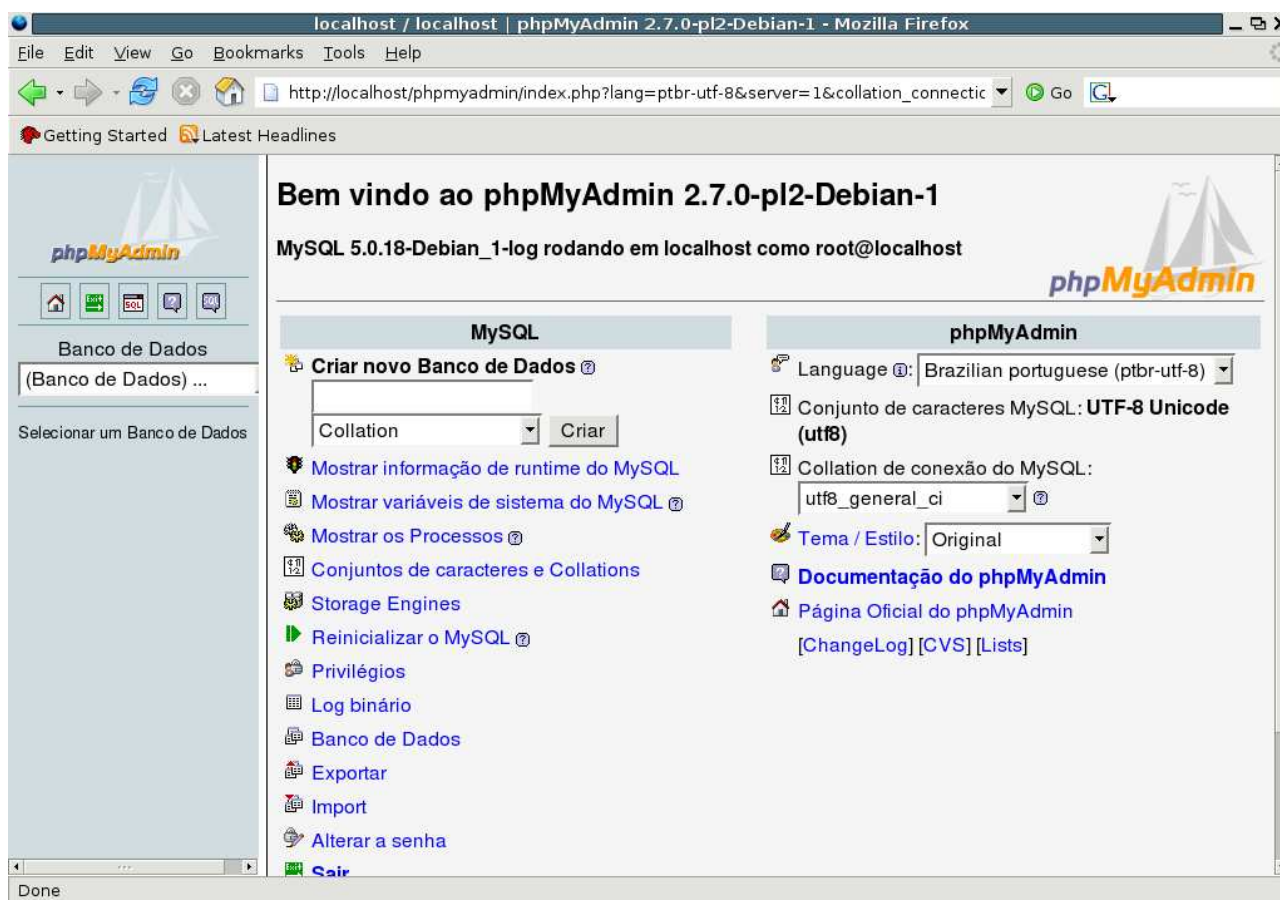 localhost / localhost | phpMyAdmin 2.7.0-pl2-Debian-1 - Mozilla Firefox
File Edit View Go Bookmarks Tools Help
http://localhost/phpmyadmin/index.php?lang=ptbr-utf-8&server=1&collation_connectic
Go
Getting Started Latest Headlines
phpMyAdmin
Banco de Dados
(Banco de Dados) ...
Selecionar um Banco de Dados
Bem vindo ao phpMyAdmin 2.7.0-pl2-Debian-1
MySQL 5.0.18-Debian_1-log rodando em localhost como root@localhost
phpMyAdmin
MySQL
Criar novo Banco de Dados
Collation
Criar
Mostrar informação de runtime do MySQL
Mostrar variáveis de sistema do MySQL
Mostrar os Processos
Conjuntos de caracteres e Collations
Storage Engines
Reinicializar o MySQL
Privilégios
Log binário
Banco de Dados
Exportar
Import
Alterar a senha
Sair
phpMyAdmin
Language : Brazilian portuguese (ptbr-utf-8)
Conjunto de caracteres MySQL: UTF-8 Unicode
(utf8)
Collation de conexão do MySQL:
utf8_general_ci
Tema / Estilo: Original
Documentação do phpMyAdmin
Página Oficial do phpMyAdmin
[ChangeLog] [CVS] [Lists]
Done